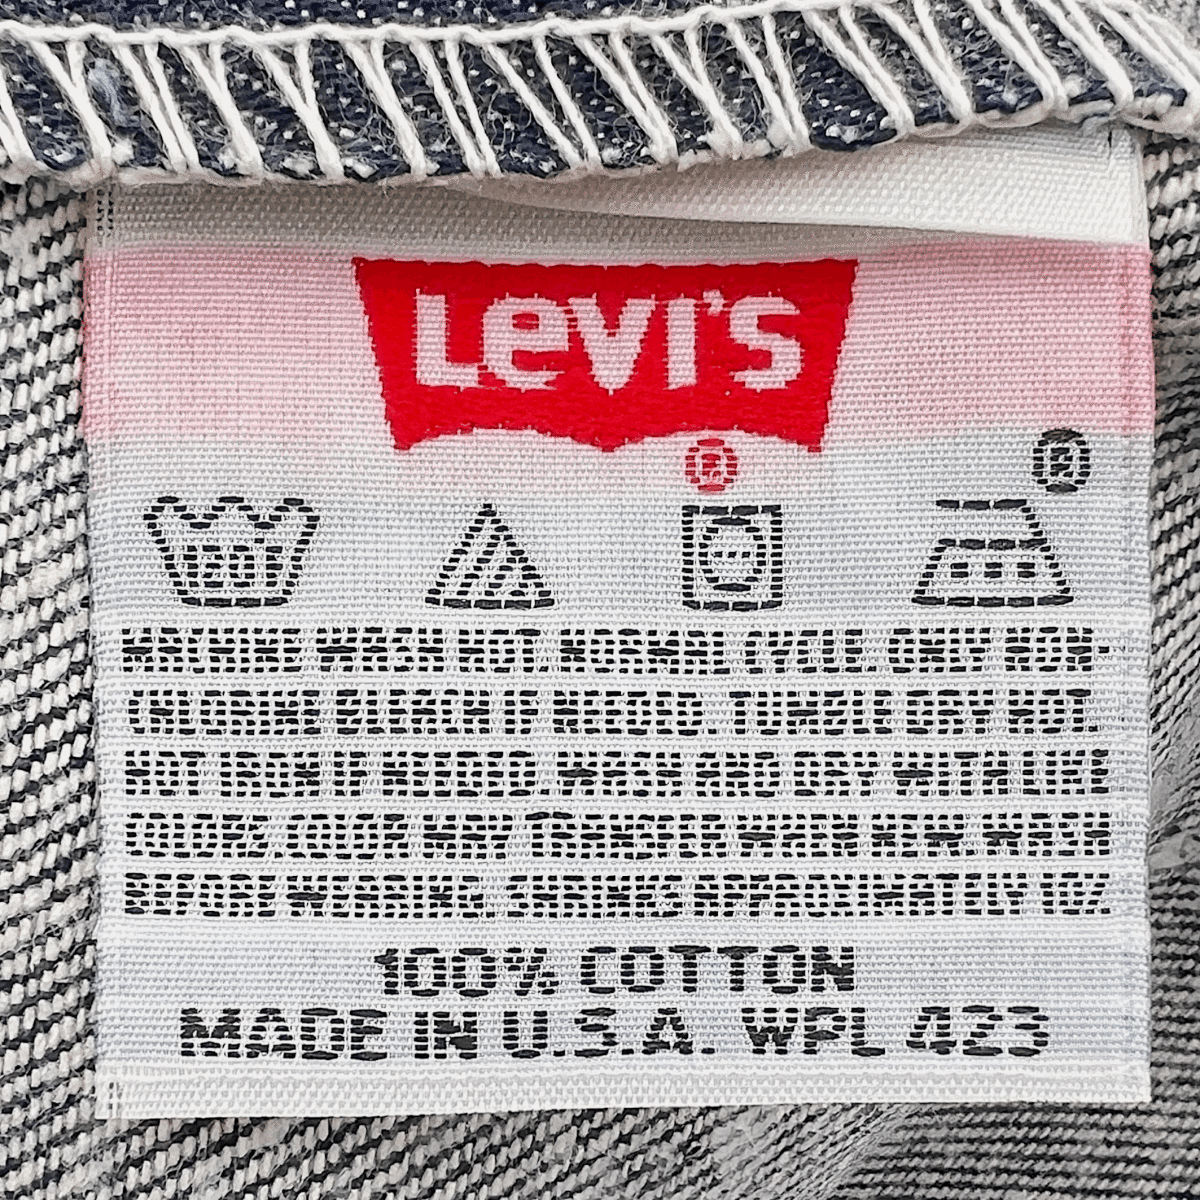 Levi's
®
®
60°
MACHINE WASH HOT. NORMAL CYCLE. ONLY NON-
CHLORINE BLEACH IF NEEDED. TUMBLE DRY HOT.
HOT IRON IF NEEDED. WASH AND DRY WITH LIKE
COLORS, COLOR MAY TRANSFER WHEN NEW. WASH
BEFORE WEARING. SHRINKS APPROXIMATELY 10%
100% COTTON
MADE IN U.S.A. WPL 423